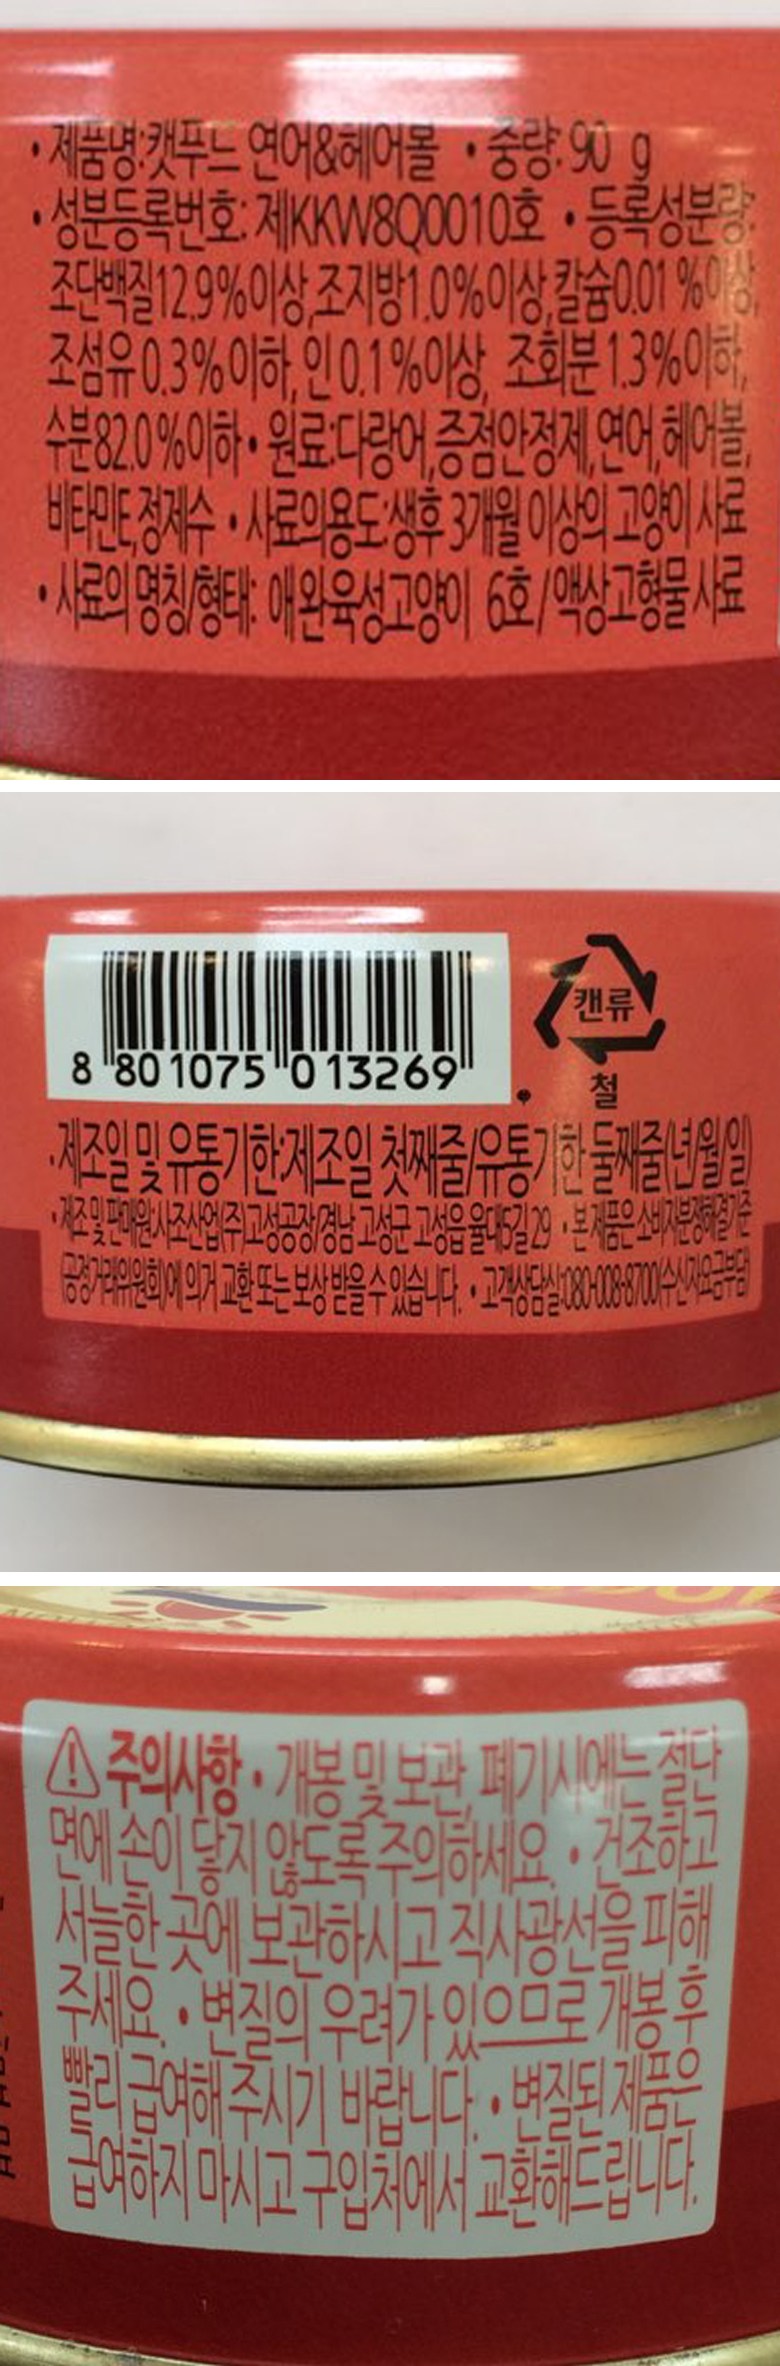 • 제품명:캣푸드 연어&헤어볼 • 중량: 90 g
• 성분등록번호: 제KKW8Q0010호 • 등록성분량:
조단백질12.9%이상,조지방1.0%이상,칼슘0.01%이상,
조섬유0.3%이하,인0.1%이상, 조회분1.3%이하,
수분82.0%이하• 원료:다랑어,증점안정제,연어,헤어볼,
비타민E,정제수 • 사료의용도:생후 3개월 이상의 고양이 사료
• 사료의 명칭/형태: 애완육성고양이 6호/액상고형물 사료
8 801075 013269
캔류
철
•제조일 및 유통기한:제조일 첫째줄/유통기한 둘째줄(년/월/일)
•제조 및 판매원:사조산업(주)고성공장/경남 고성군 고성읍 율대5길 29 •본 제품은 소비자분쟁해결기준
(공정거래위원회)에 의거 교환 또는 보상 받을 수 있습니다. •고객상담실:080-008-8700(수신자요금부담)
주의사항 • 개봉 및 보관, 폐기시에는 절단
면에 손이 닿지 않도록 주의하세요. • 건조하고
서늘한 곳에 보관하시고 직사광선을 피해
주세요. • 변질의 우려가 있으므로 개봉 후
빨리 급여해 주시기 바랍니다. • 변질된 제품은
급여하지 마시고 구입처에서 교환해드립니다.